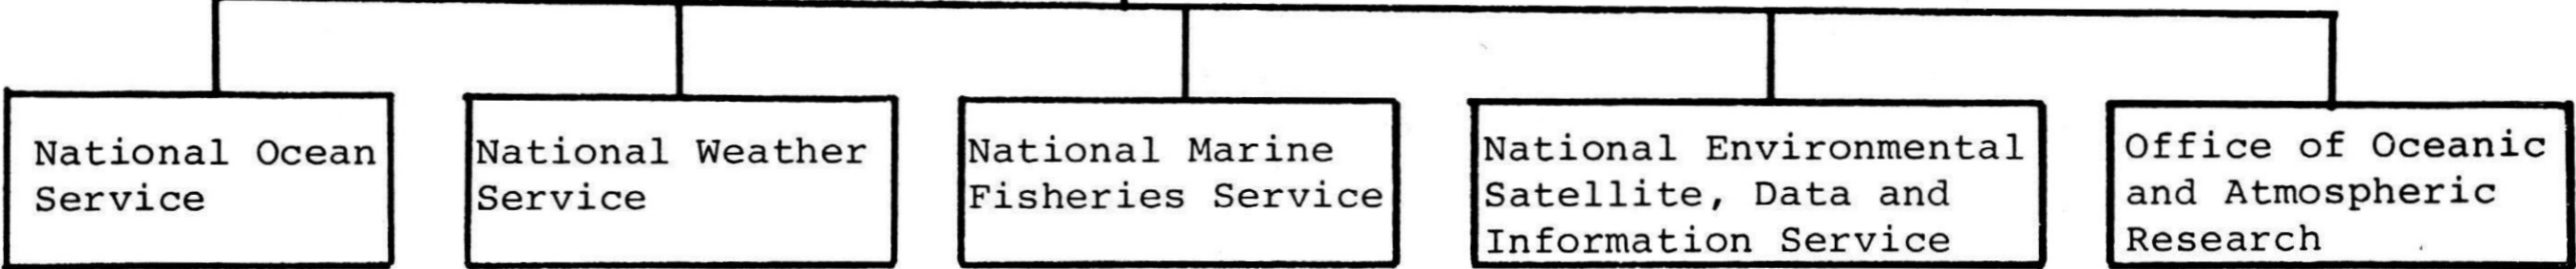 National Ocean
Service
National Weather
Service
National Marine
Fisheries Service
National Environmental
Satellite, Data and
Information Service
Office of Oceanic
and Atmospheric
Research